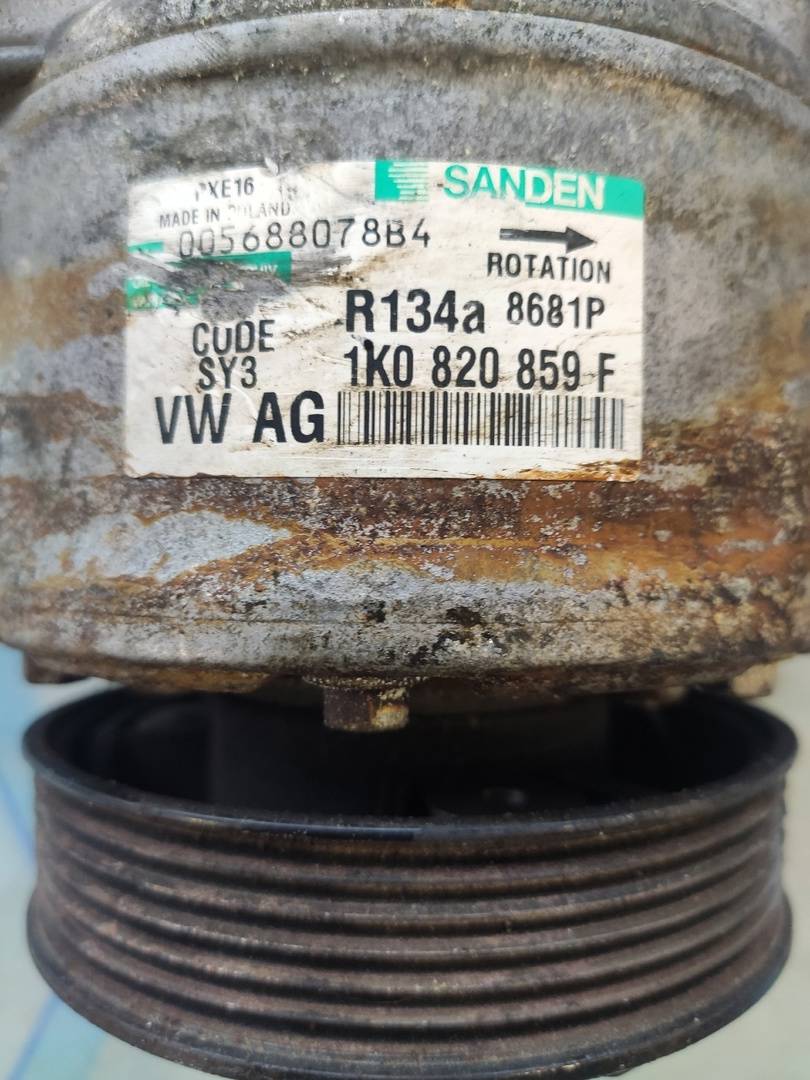 PXE16
SANDEN
MADE IN POLAND
005688078B4
ROTATION
R134a 8681P
CODE
SY3
1K0 820 859 F
VW AG